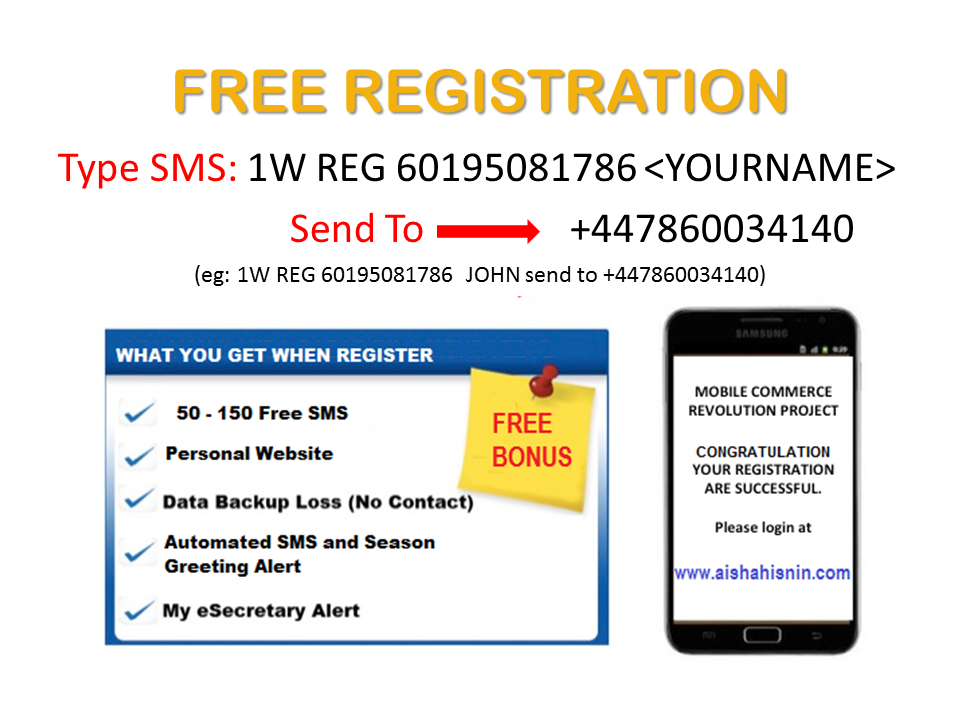 FREE REGISTRATION
Type SMS: 1W REG 60195081786 <YOURNAME>
Send To +447860034140
(eg: 1W REG 60195081786 JOHN send to +447860034140)
WHAT YOU GET WHEN REGISTER
50 - 150 Free SMS
Personal Website
Data Backup Loss (No Contact)
Automated SMS and Season
Greeting Alert
My eSecretary Alert
FREE
BONUS
SAMSUNG
0:29
MOBILE COMMERCE
REVOLUTION PROJECT
CONGRATULATION
YOUR REGISTRATION
ARE SUCCESSFUL.
Please login at
www.aishahisnin.com